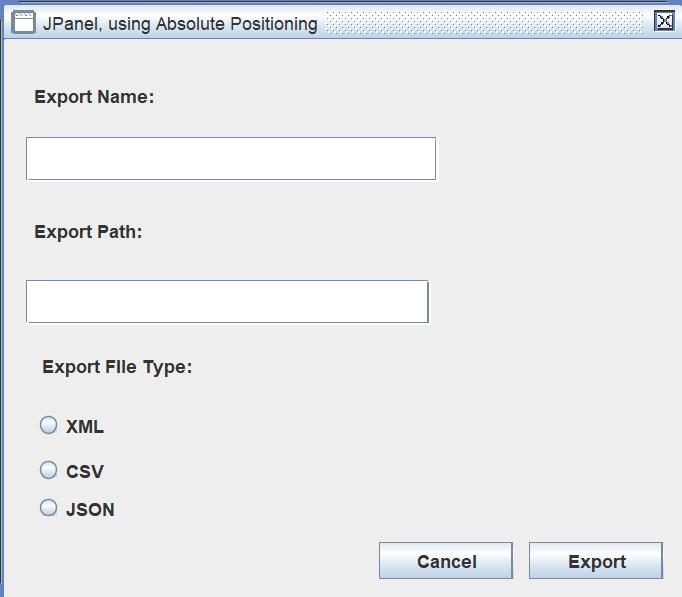 JPanel, using Absolute Positioning
Export Name:
Export Path:
Export FIle Type:
XML
CSV
JSON
Cancel Export